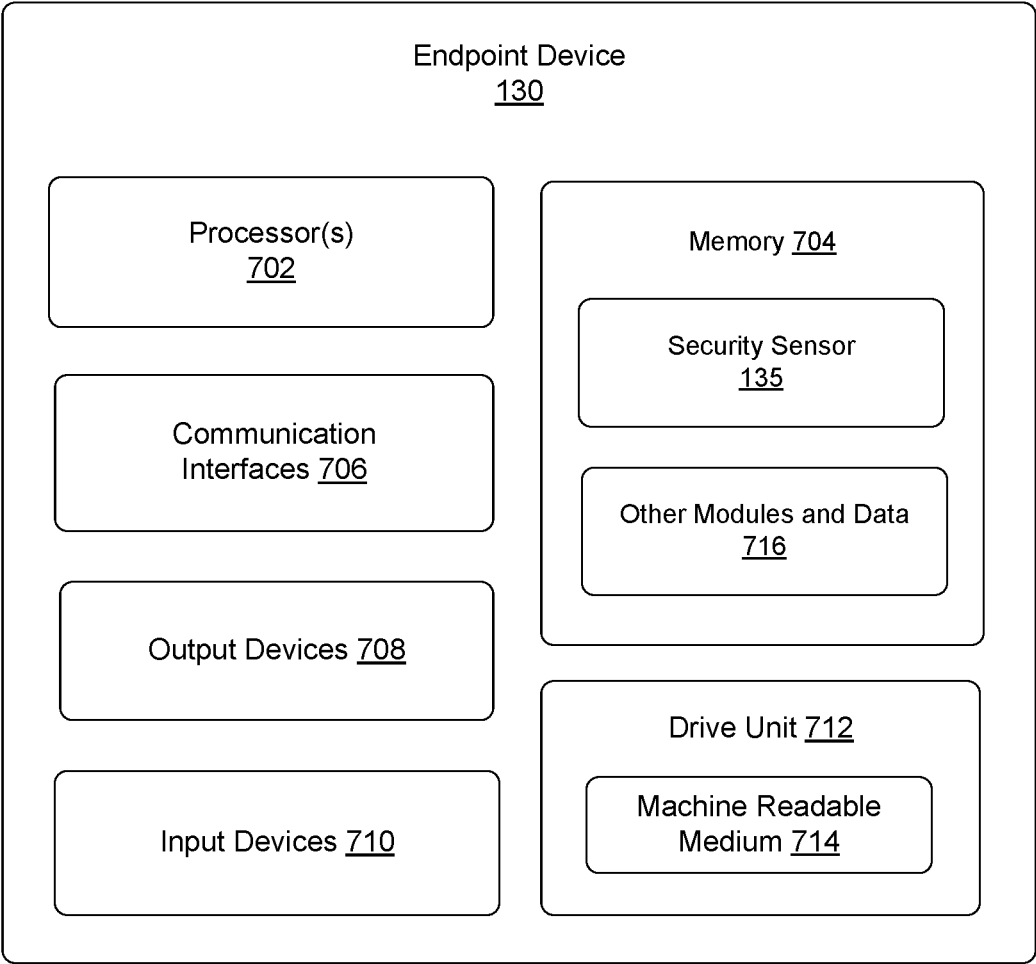 Endpoint Device
130
Processor(s)
702
Communication
Interfaces 706
Output Devices 708
Input Devices 710
Memory 704
Security Sensor
135
Other Modules and Data
716
Drive Unit 712
Machine Readable
Medium 714